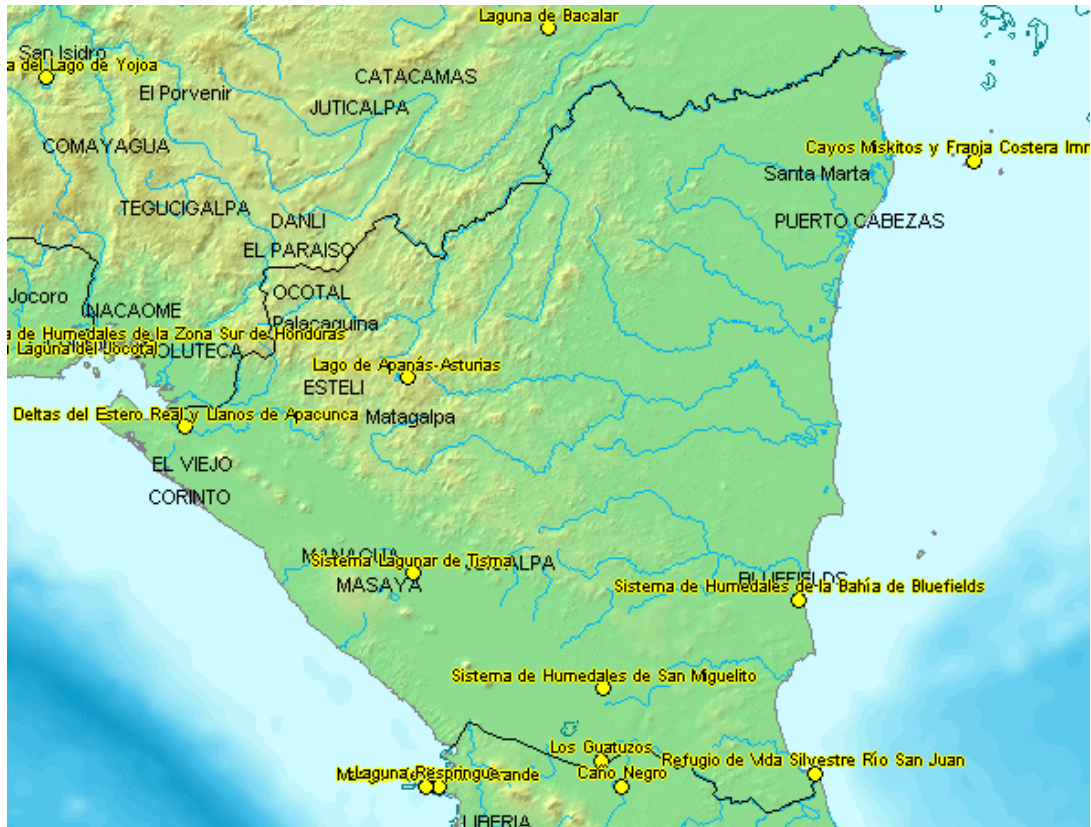 Laguna de Bacalar
San Isidro
a del Lago de Yojoa
CATACAMAS
El Porvenir
JUTICALPA
COMAYAGUA
Cayos Miskitos y Franja Costera Inm
Santa Marta
TEGUCIGALPA
DANLI
PUERTO CABEZAS
EL PARAISO
Jocoro
OCOTAL
NACAOME
Palacaguina
a de Humedales de la Zona Sur de Honduras
Laguna del Jocotal
OLUTECA
Lago de Apanás-Asturias
ESTELI
Deltas del Estero Real y Llanos de Apacunca
Matagalpa
EL VIEJO
CORINTO
MANAGUA
Sistema Lagunar de Tisma
ALPA
MASAYA
BLUEFIELDS
Sistema de Humedales de la Bahía de Bluefields
Sistema de Humedales de San Miguelito
Los Guatuzos
Refugio de Vida Silvestre Río San Juan
Laguna Respringue
Caño Negro
LIBERIA